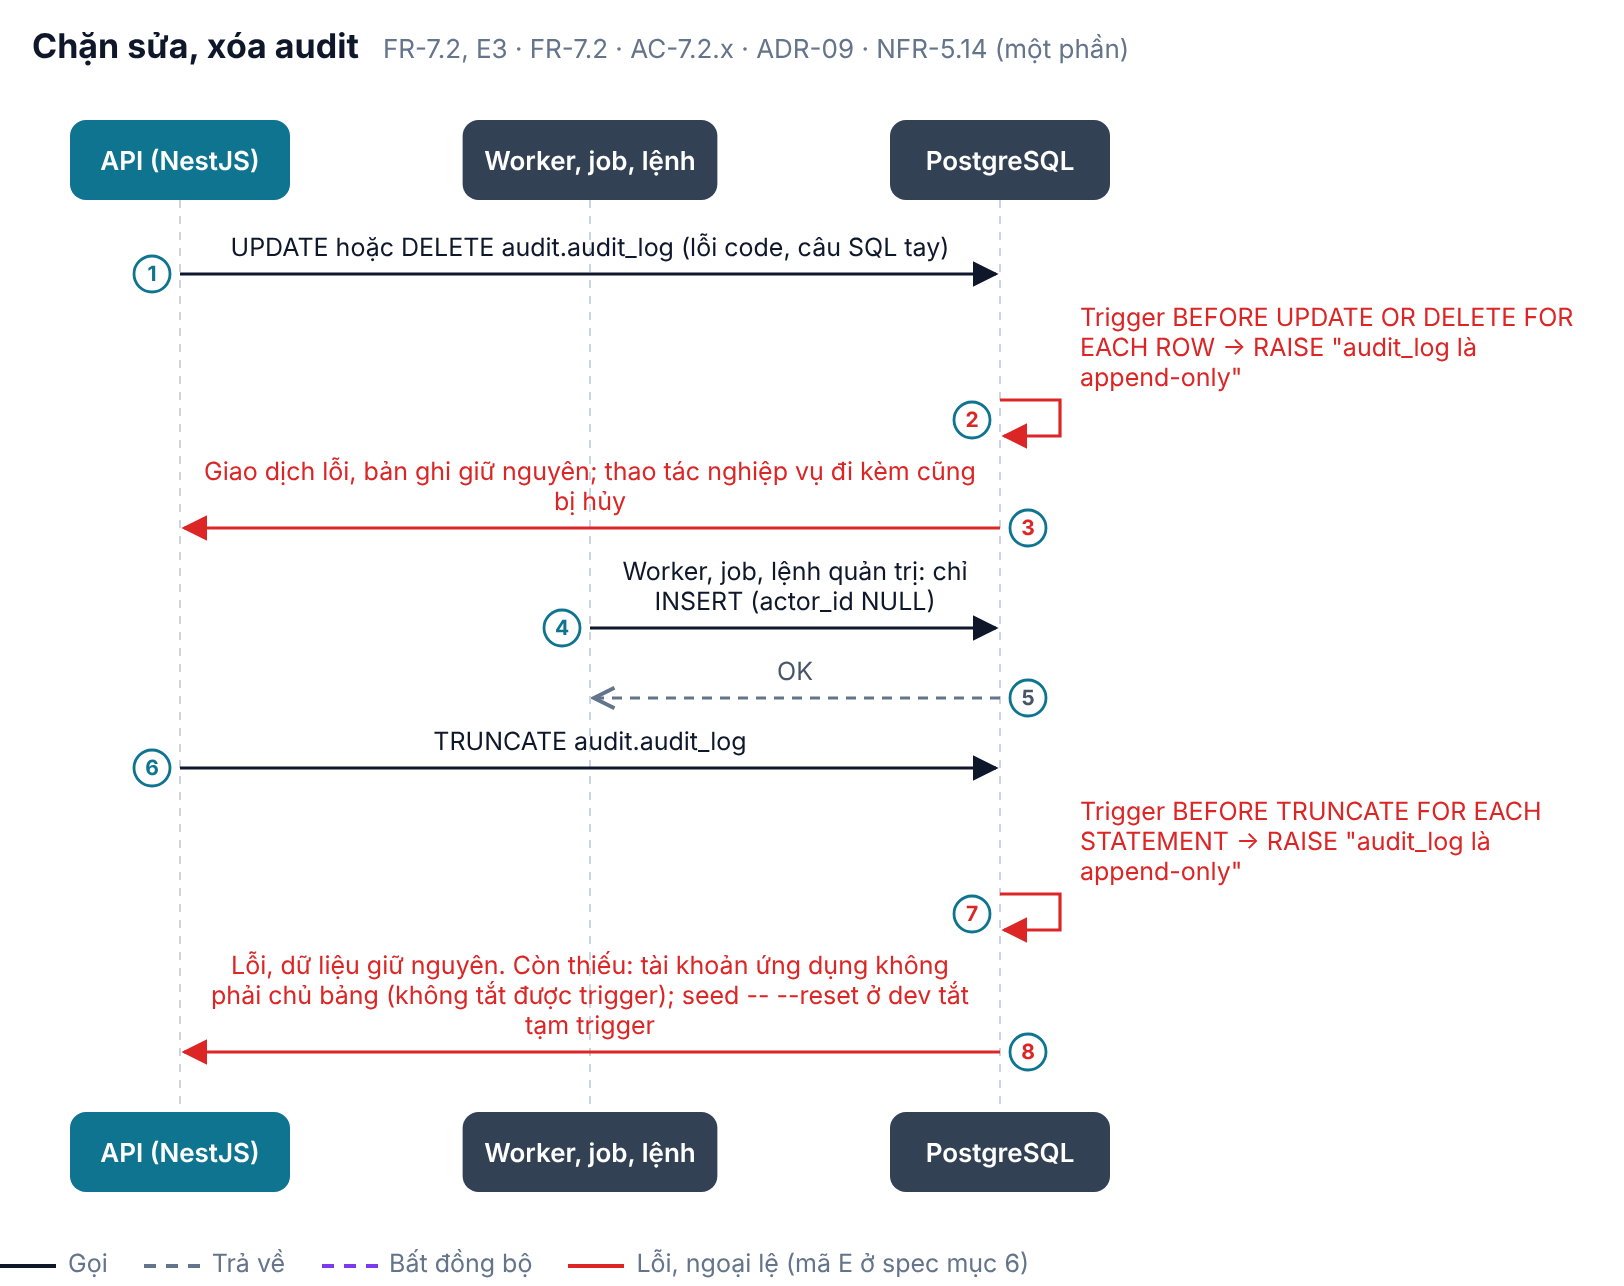 Chặn sửa, xóa audit FR-7.2, E3 · FR-7.2 · AC-7.2.x · ADR-09 · NFR-5.14 (một phần)
API (NestJS) Worker, job, lệnh PostgreSQL
UPDATE hoặc DELETE audit.audit_log (lỗi code, câu SQL tay)
1
Trigger BEFORE UPDATE OR DELETE FOR
EACH ROW → RAISE "audit_log là
append-only"
2
Giao dịch lỗi, bản ghi giữ nguyên; thao tác nghiệp vụ đi kèm cũng
bị hủy
3
Worker, job, lệnh quản trị: chỉ
INSERT (actor_id NULL)
4
OK
5
TRUNCATE audit.audit_log
6
Trigger BEFORE TRUNCATE FOR EACH
STATEMENT → RAISE "audit_log là
append-only"
7
Lỗi, dữ liệu giữ nguyên. Còn thiếu: tài khoản ứng dụng không
phải chủ bảng (không tắt được trigger); seed -- --reset ở dev tắt
tạm trigger
8
API (NestJS) Worker, job, lệnh PostgreSQL
Gọi Trả về Bất đồng bộ Lỗi, ngoại lệ (mã E ở spec mục 6)